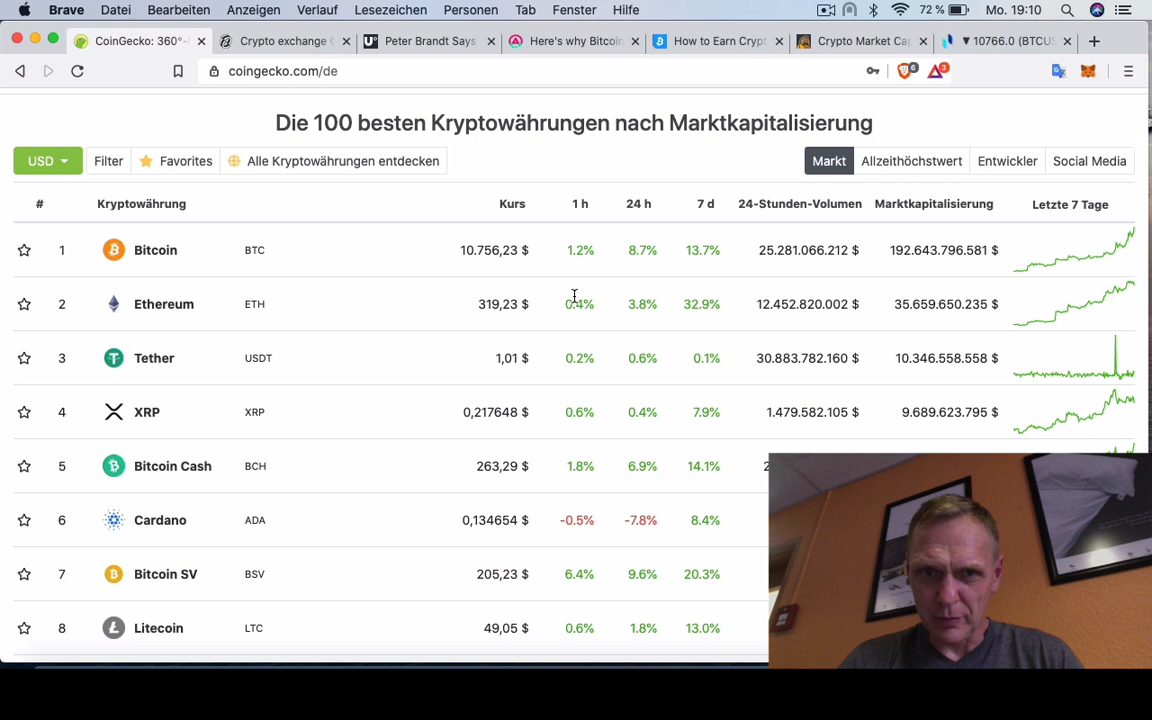 Brave Datei Bearbeiten Anzeigen Verlauf Lesezeichen Personen Tab Fenster Hilfe 72 % Mo. 19:10
CoinGecko: 360°- Crypto exchange Peter Brandt Says Here's why Bitcoin How to Earn Crypt Crypto Market Ca ▼ 10766.0 (BTCUS
coingecko.com/de 6 3
Die 100 besten Kryptowährungen nach Marktkapitalisierung
USD Filter Favorites Alle Kryptowährungen entdecken Markt Allzeithöchstwert Entwickler Social Media
# Kryptowährung Kurs 1 h 24 h 7 d 24-Stunden-Volumen Marktkapitalisierung Letzte 7 Tage
1 Bitcoin BTC 10.756,23 $ 1.2% 8.7% 13.7% 25.281.066.212 $ 192.643.796.581 $
2 Ethereum ETH 319,23 $ 0.4% 3.8% 32.9% 12.452.820.002 $ 35.659.650.235 $
3 Tether USDT 1,01 $ 0.2% 0.6% 0.1% 30.883.782.160 $ 10.346.558.558 $
4 XRP XRP 0,217648 $ 0.6% 0.4% 7.9% 1.479.582.105 $ 9.689.623.795 $
5 Bitcoin Cash BCH 263,29 $ 1.8% 6.9% 14.1% 2
6 Cardano ADA 0,134654 $ -0.5% -7.8% 8.4%
7 Bitcoin SV BSV 205,23 $ 6.4% 9.6% 20.3%
8 Litecoin LTC 49,05 $ 0.6% 1.8% 13.0%